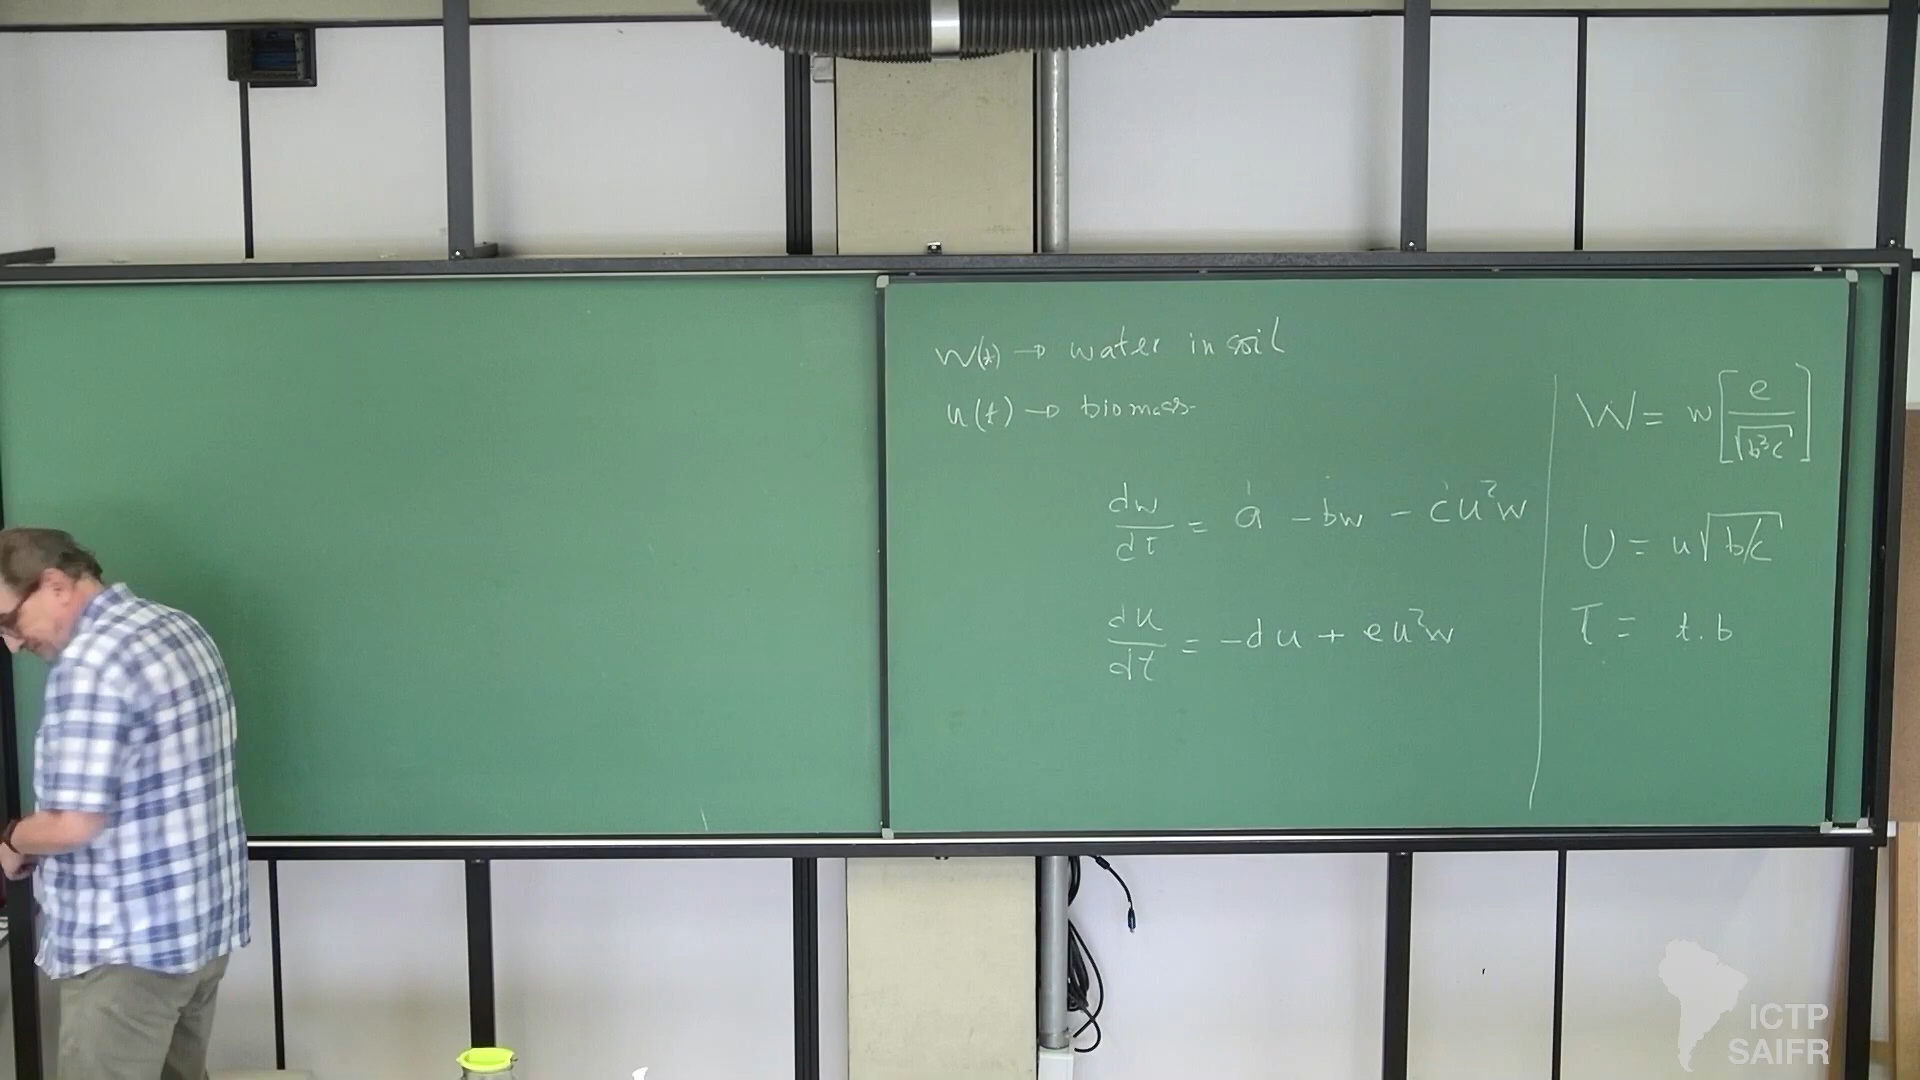 w(t) → water in soil
u(t) → biomass
dw/dt = a - bw - cu²w
du/dt = -du + eu²w
W = w[e/√b³c]
U = u√b/c
T = t.b
ICTP
SAIFR